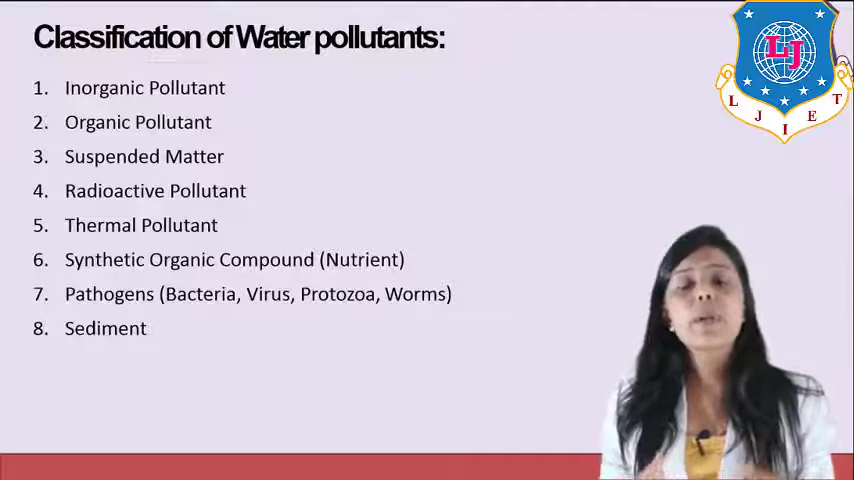 Classification of Water pollutants:
1. Inorganic Pollutant
2. Organic Pollutant
3. Suspended Matter
4. Radioactive Pollutant
5. Thermal Pollutant
6. Synthetic Organic Compound (Nutrient)
7. Pathogens (Bacteria, Virus, Protozoa, Worms)
8. Sediment
LJ
L J I E T